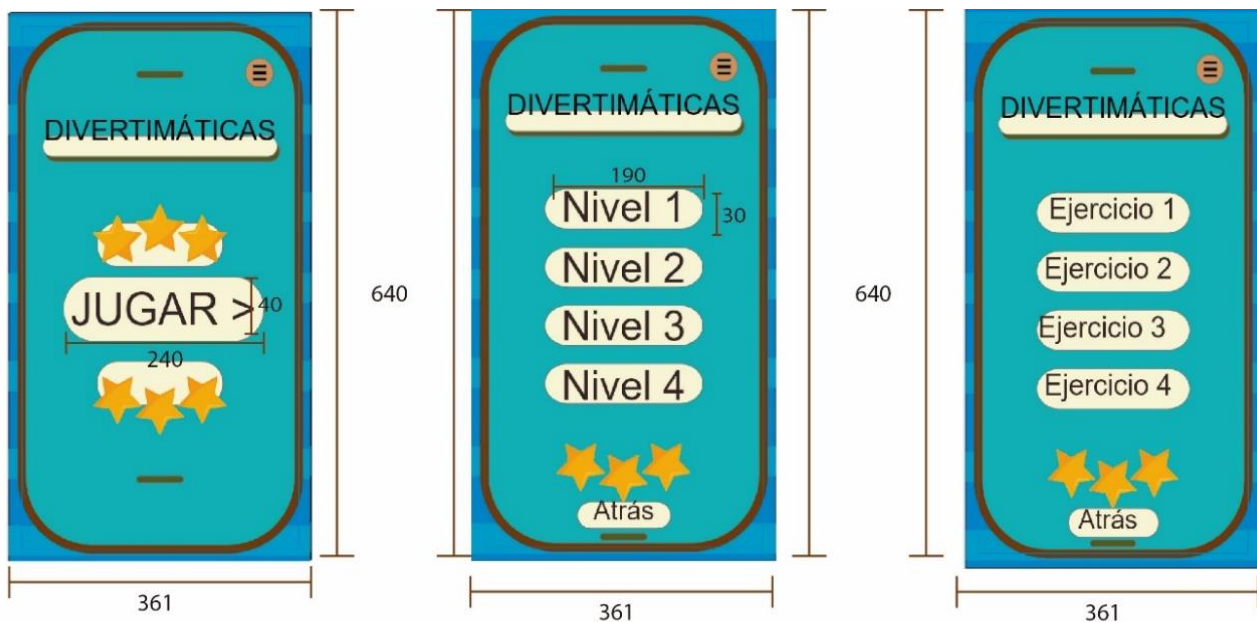 DIVERTIMÁTICAS
JUGAR >
40
240
361
640
DIVERTIMÁTICAS
190
30
Nivel 1
Nivel 2
Nivel 3
Nivel 4
Atrás
361
640
DIVERTIMÁTICAS
Ejercicio 1
Ejercicio 2
Ejercicio 3
Ejercicio 4
Atrás
361